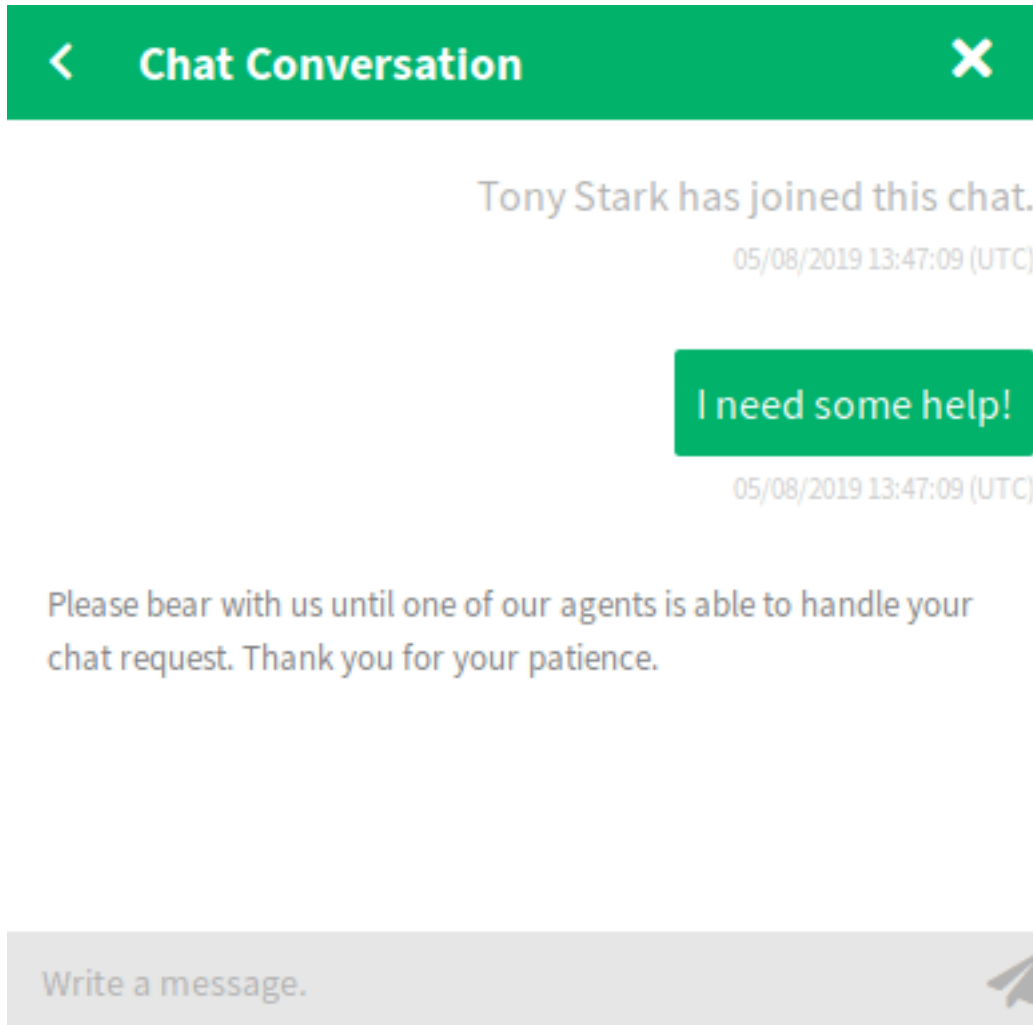 Chat Conversation
Tony Stark has joined this chat.
05/08/2019 13:47:09 (UTC)
I need some help!
05/08/2019 13:47:09 (UTC)
Please bear with us until one of our agents is able to handle your
chat request. Thank you for your patience.
Write a message.